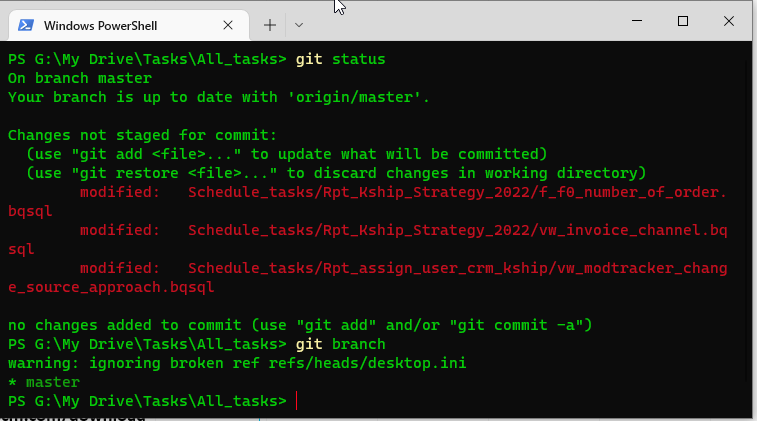 Windows PowerShell
PS G:\My Drive\Tasks\All_tasks> git status
On branch master
Your branch is up to date with 'origin/master'.
Changes not staged for commit:
  (use "git add <file>..." to update what will be committed)
  (use "git restore <file>..." to discard changes in working directory)
        modified:   Schedule_tasks/Rpt_Kship_Strategy_2022/f_f0_number_of_order.
bqsql
        modified:   Schedule_tasks/Rpt_Kship_Strategy_2022/vw_invoice_channel.bq
sql
        modified:   Schedule_tasks/Rpt_assign_user_crm_kship/vw_modtracker_chang
e_source_approach.bqsql
no changes added to commit (use "git add" and/or "git commit -a")
PS G:\My Drive\Tasks\All_tasks> git branch
warning: ignoring broken ref refs/heads/desktop.ini
* master
PS G:\My Drive\Tasks\All_tasks>